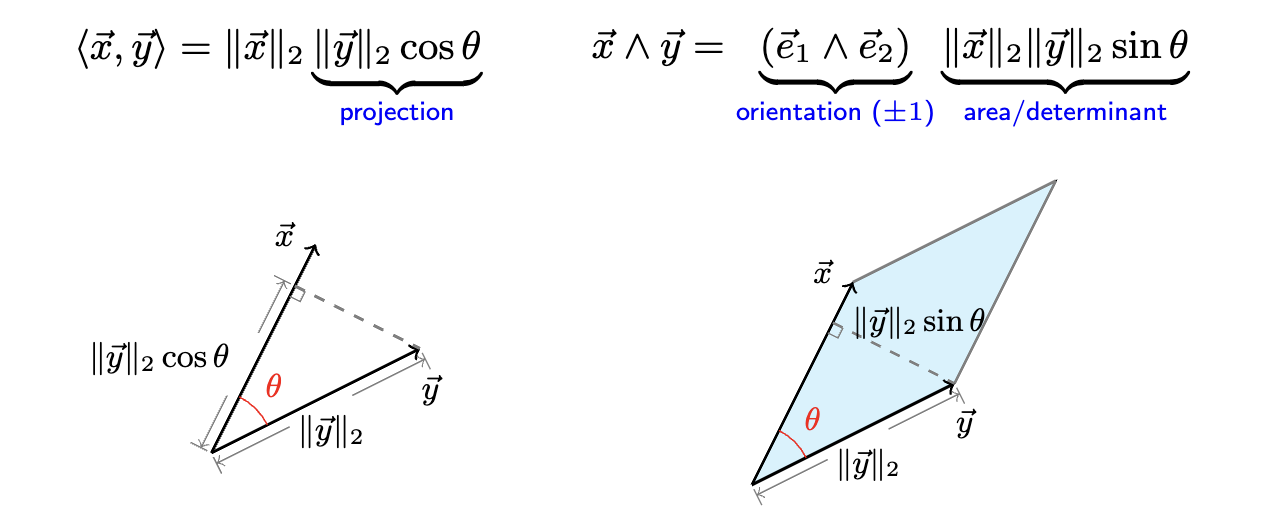 ⟨x⃗, y⃗⟩ = ‖x⃗‖₂ ‖y⃗‖₂ cos θ
projection
x⃗ ∧ y⃗ = (e⃗₁ ∧ e⃗₂) ‖x⃗‖₂‖y⃗‖₂ sin θ
orientation (±1) area/determinant
x⃗
‖y⃗‖₂ cos θ
θ
y⃗
‖y⃗‖₂
x⃗
‖y⃗‖₂ sin θ
θ
y⃗
‖y⃗‖₂